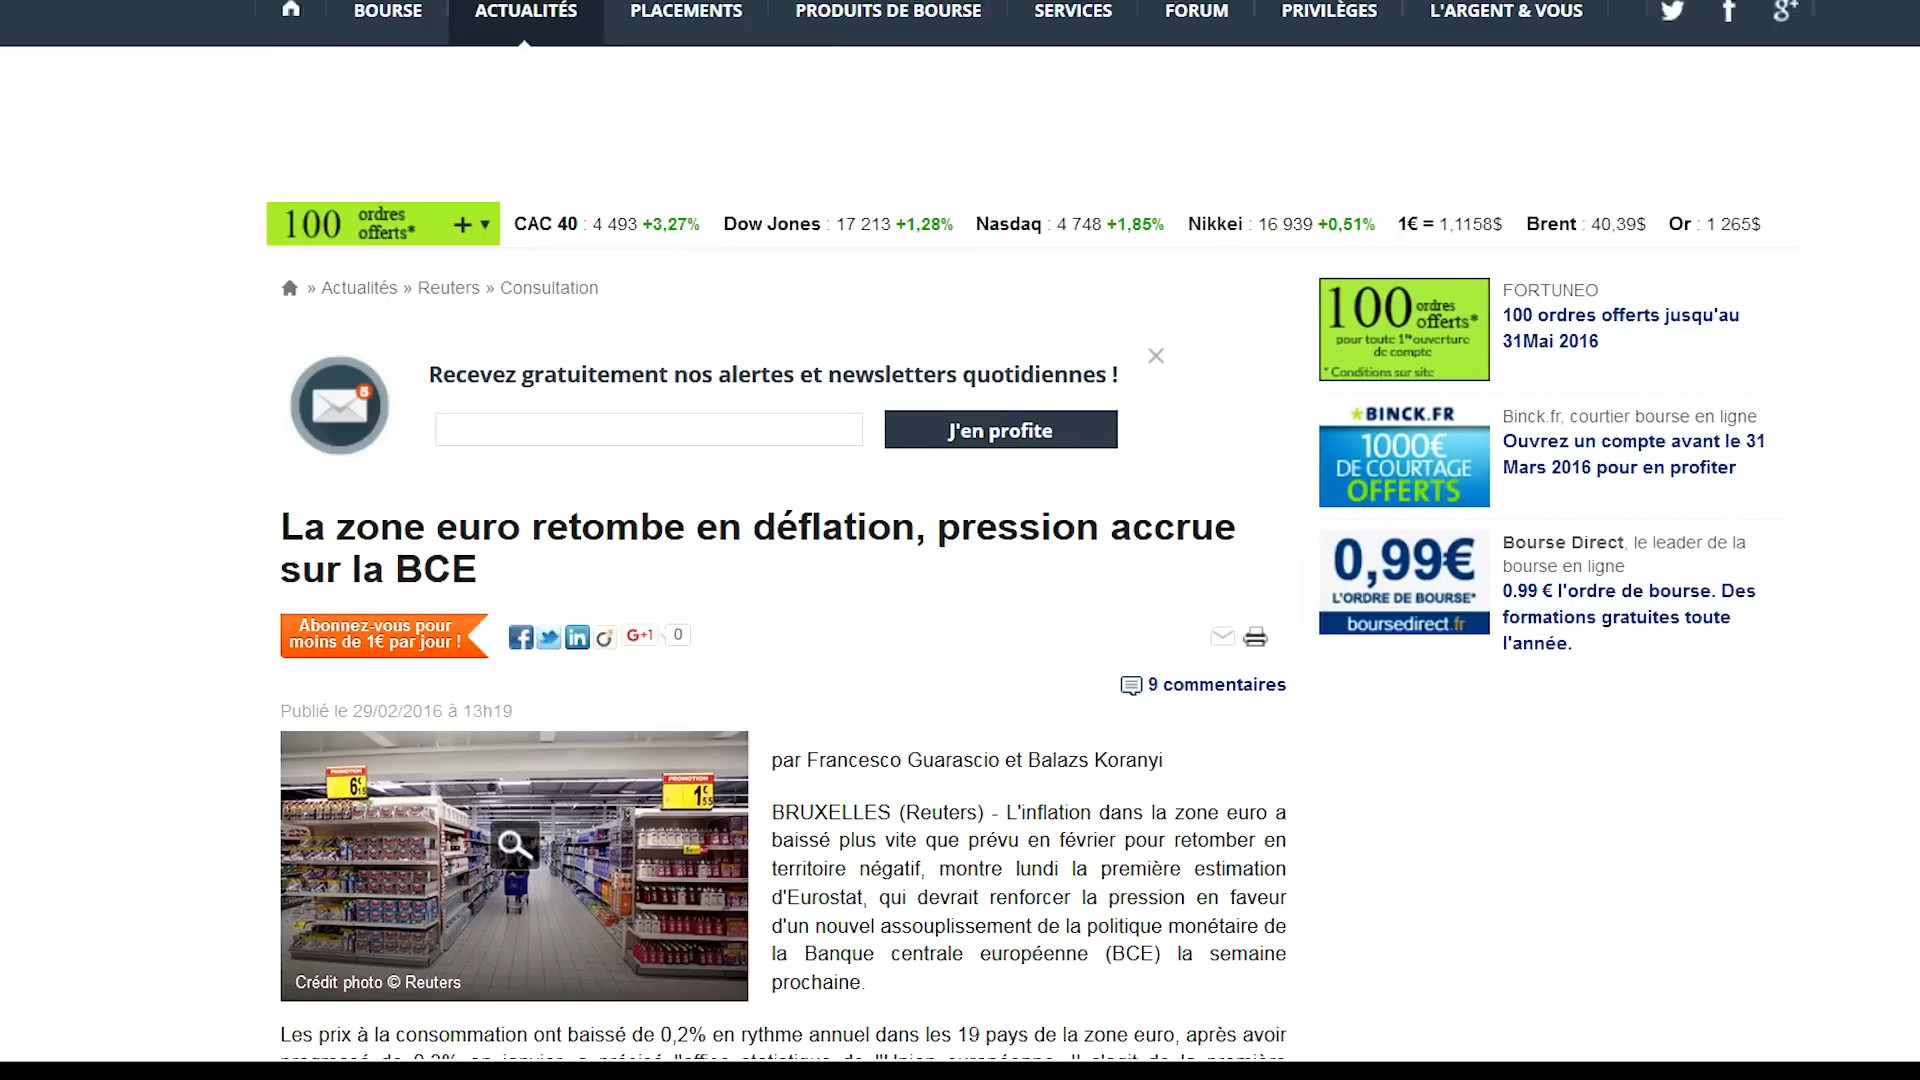 BOURSE ACTUALITÉS PLACEMENTS PRODUITS DE BOURSE SERVICES FORUM PRIVILÈGES L'ARGENT & VOUS
100 ordres offerts* + CAC 40 : 4 493 +3,27% Dow Jones : 17 213 +1,28% Nasdaq : 4 748 +1,85% Nikkei : 16 939 +0,51% 1€ = 1,1158$ Brent : 40,39$ Or : 1 265$
» Actualités » Reuters » Consultation
Recevez gratuitement nos alertes et newsletters quotidiennes !
J'en profite
La zone euro retombe en déflation, pression accrue
sur la BCE
Abonnez-vous pour
moins de 1€ par jour !
G+1 0
9 commentaires
Publié le 29/02/2016 à 13h19
PROMOTION
6€
PROMOTION
1€55
Crédit photo © Reuters
par Francesco Guarascio et Balazs Koranyi
BRUXELLES (Reuters) - L'inflation dans la zone euro a
baissé plus vite que prévu en février pour retomber en
territoire négatif, montre lundi la première estimation
d'Eurostat, qui devrait renforcer la pression en faveur
d'un nouvel assouplissement de la politique monétaire de
la Banque centrale européenne (BCE) la semaine
prochaine.
Les prix à la consommation ont baissé de 0,2% en rythme annuel dans les 19 pays de la zone euro, après avoir
100 ordres
offerts*
pour toute 1re ouverture
de compte
* Conditions sur site
FORTUNEO
100 ordres offerts jusqu'au
31Mai 2016
*BINCK.FR
1000€
DE COURTAGE
OFFERTS
Binck.fr, courtier bourse en ligne
Ouvrez un compte avant le 31
Mars 2016 pour en profiter
0,99€
L'ORDRE DE BOURSE*
boursedirect.fr
Bourse Direct, le leader de la
bourse en ligne
0.99 € l'ordre de bourse. Des
formations gratuites toute
l'année.